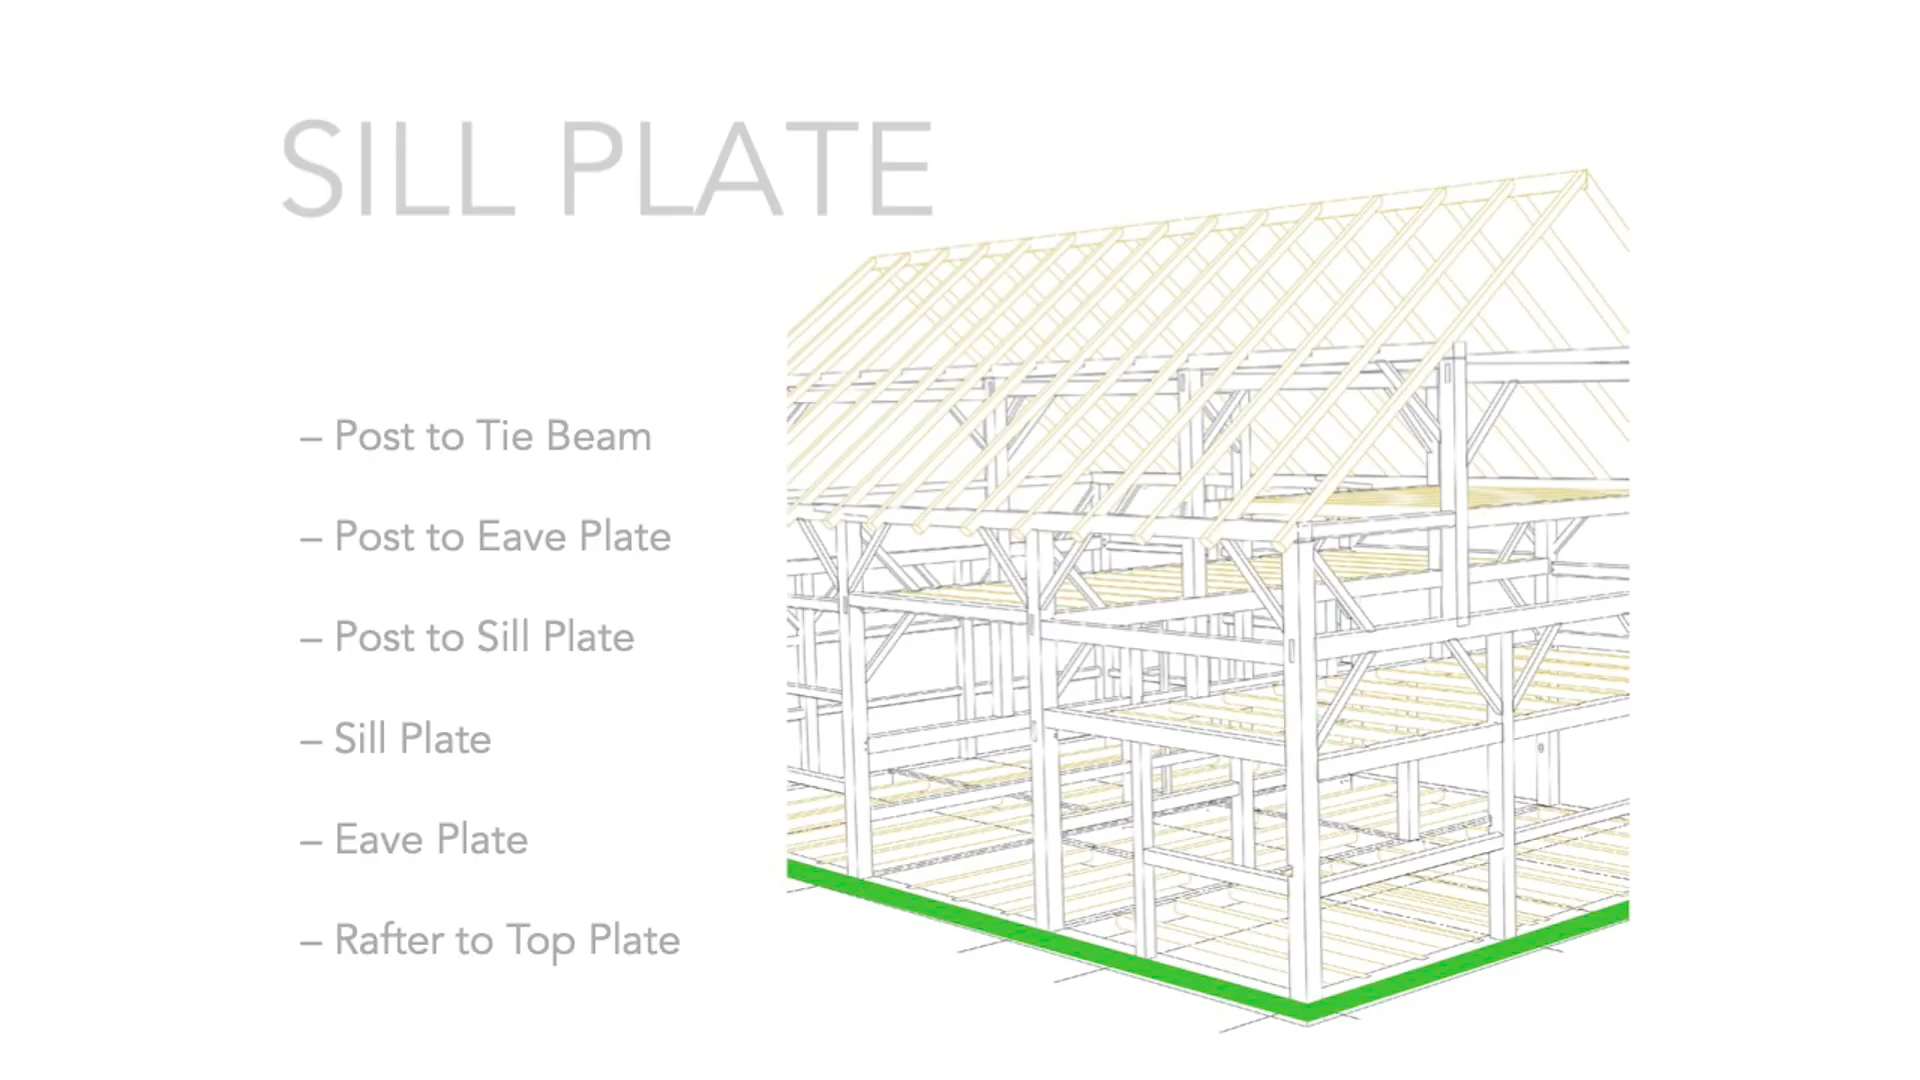 SILL PLATE
– Post to Tie Beam
– Post to Eave Plate
– Post to Sill Plate
– Sill Plate
– Eave Plate
– Rafter to Top Plate